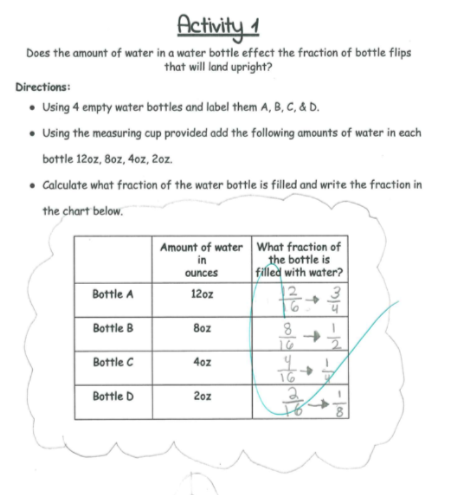 Activity 1
Does the amount of water in a water bottle effect the fraction of bottle flips
that will land upright?
Directions:
• Using 4 empty water bottles and label them A, B, C, & D.
• Using the measuring cup provided add the following amounts of water in each
bottle 12oz, 8oz, 4oz, 2oz.
• Calculate what fraction of the water bottle is filled and write the fraction in
the chart below.
Amount of water in ounces
What fraction of the bottle is filled with water?
Bottle A 12oz 12/16 → 3/4
Bottle B 8oz 8/16 → 1/2
Bottle C 4oz 4/16 → 1/4
Bottle D 2oz 2/16 → 1/8